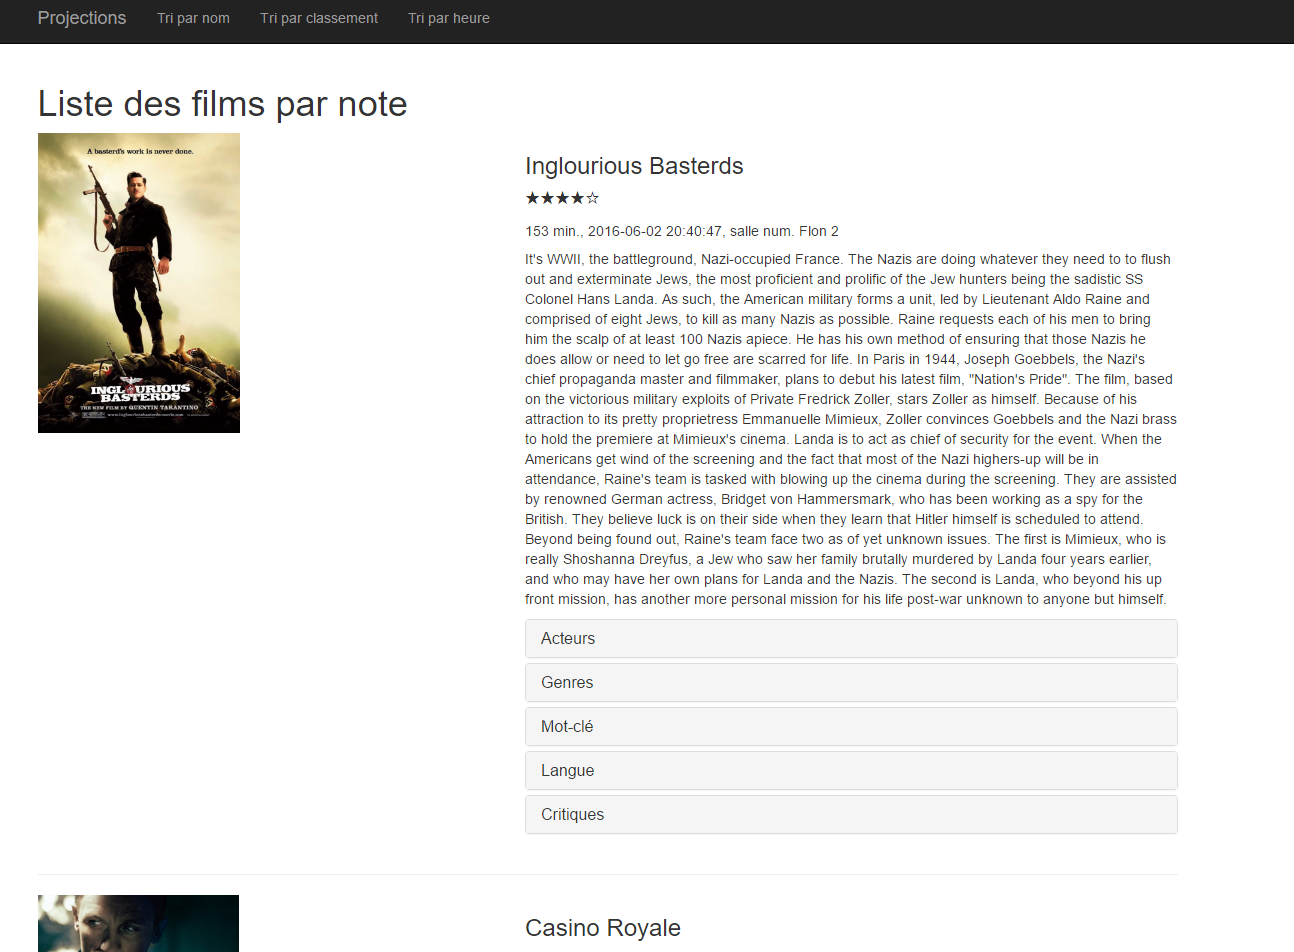 Projections Tri par nom Tri par classement Tri par heure
Liste des films par note
A basterd's work is never done.
INGLOURIOUS
BASTERDS
THE NEW FILM BY QUENTIN TARANTINO
Inglourious Basterds
★★★★☆
153 min., 2016-06-02 20:40:47, salle num. Flon 2
It's WWII, the battleground, Nazi-occupied France. The Nazis are doing whatever they need to to flush
out and exterminate Jews, the most proficient and prolific of the Jew hunters being the sadistic SS
Colonel Hans Landa. As such, the American military forms a unit, led by Lieutenant Aldo Raine and
comprised of eight Jews, to kill as many Nazis as possible. Raine requests each of his men to bring
him the scalp of at least 100 Nazis apiece. He has his own method of ensuring that those Nazis he
does allow or need to let go free are scarred for life. In Paris in 1944, Joseph Goebbels, the Nazi's
chief propaganda master and filmmaker, plans to debut his latest film, "Nation's Pride". The film, based
on the victorious military exploits of Private Fredrick Zoller, stars Zoller as himself. Because of his
attraction to its pretty proprietress Emmanuelle Mimieux, Zoller convinces Goebbels and the Nazi brass
to hold the premiere at Mimieux's cinema. Landa is to act as chief of security for the event. When the
Americans get wind of the screening and the fact that most of the Nazi highers-up will be in
attendance, Raine's team is tasked with blowing up the cinema during the screening. They are assisted
by renowned German actress, Bridget von Hammersmark, who has been working as a spy for the
British. They believe luck is on their side when they learn that Hitler himself is scheduled to attend.
Beyond being found out, Raine's team face two as of yet unknown issues. The first is Mimieux, who is
really Shoshanna Dreyfus, a Jew who saw her family brutally murdered by Landa four years earlier,
and who may have her own plans for Landa and the Nazis. The second is Landa, who beyond his up
front mission, has another more personal mission for his life post-war unknown to anyone but himself.
Acteurs
Genres
Mot-clé
Langue
Critiques
Casino Royale